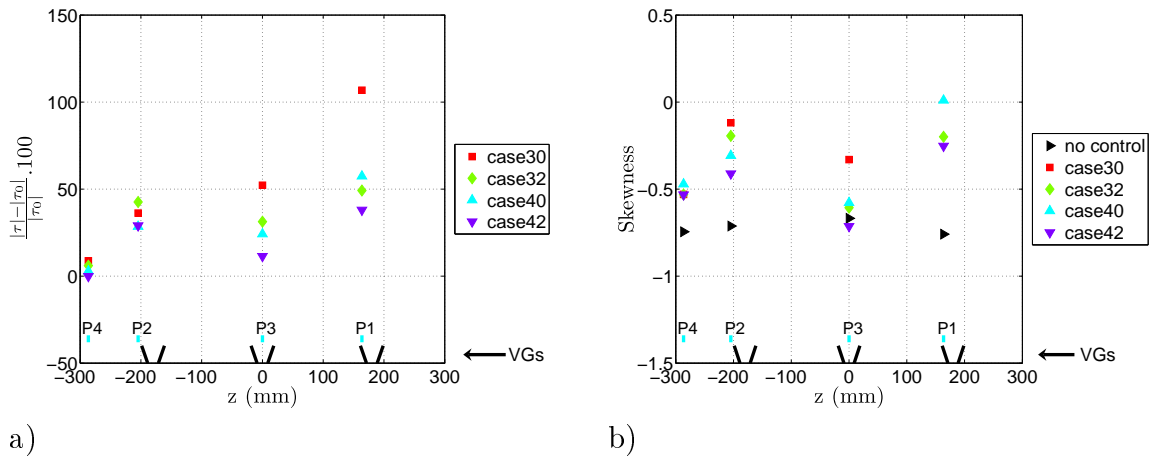 150
100
50
0
−50
|τ|−|τ₀| / |τ₀| .100
−300 −200 −100 0 100 200 300
z (mm)
P4 P2 P3 P1
VGs
case30
case32
case40
case42
a)
0.5
0
−0.5
−1
−1.5
Skewness
−300 −200 −100 0 100 200 300
z (mm)
P4 P2 P3 P1
VGs
no control
case30
case32
case40
case42
b)